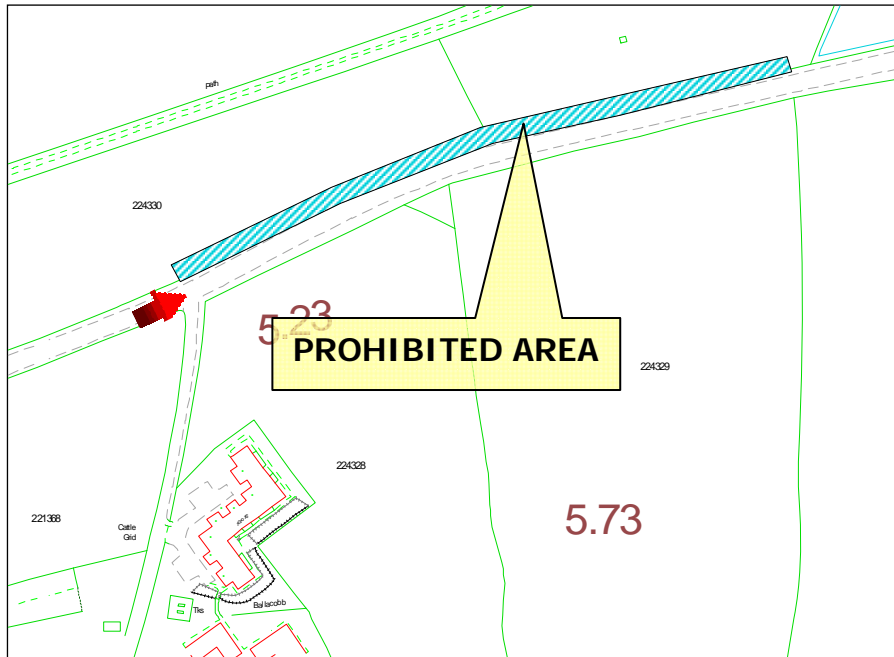 path
224330
5.23
PROHIBITED AREA
224329
224328
221368
5.73
Cattle
Grid
Tks
Ballacobb